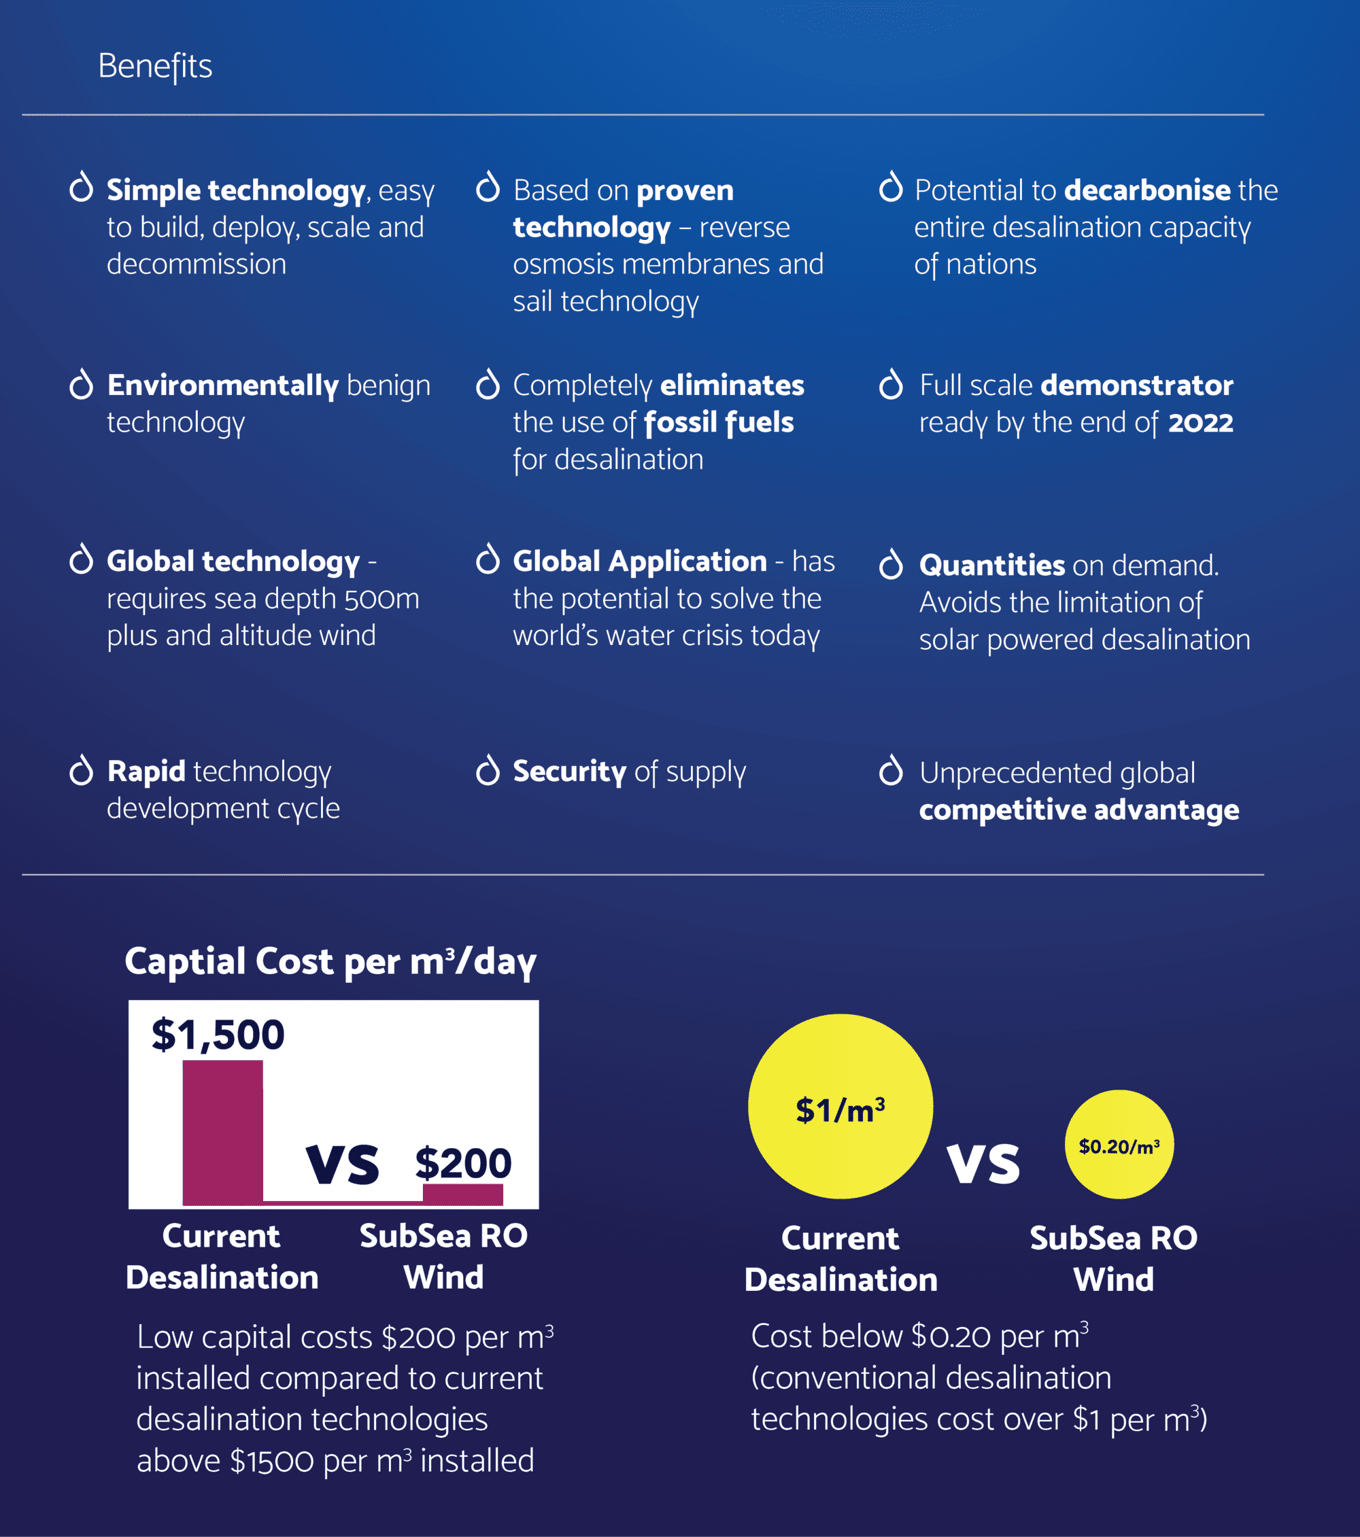 Benefits
Simple technology, easy
to build, deploy, scale and
decommission
Based on proven
technology – reverse
osmosis membranes and
sail technology
Potential to decarbonise the
entire desalination capacity
of nations
Environmentally benign
technology
Completely eliminates
the use of fossil fuels
for desalination
Full scale demonstrator
ready by the end of 2022
Global technology -
requires sea depth 500m
plus and altitude wind
Global Application - has
the potential to solve the
world’s water crisis today
Quantities on demand.
Avoids the limitation of
solar powered desalination
Rapid technology
development cycle
Security of supply
Unprecedented global
competitive advantage
Captial Cost per m³/day
$1,500
VS
$200
Current
Desalination
SubSea RO
Wind
Low capital costs $200 per m³
installed compared to current
desalination technologies
above $1500 per m³ installed
$1/m³
VS
$0.20/m³
Current
Desalination
SubSea RO
Wind
Cost below $0.20 per m³
(conventional desalination
technologies cost over $1 per m³)